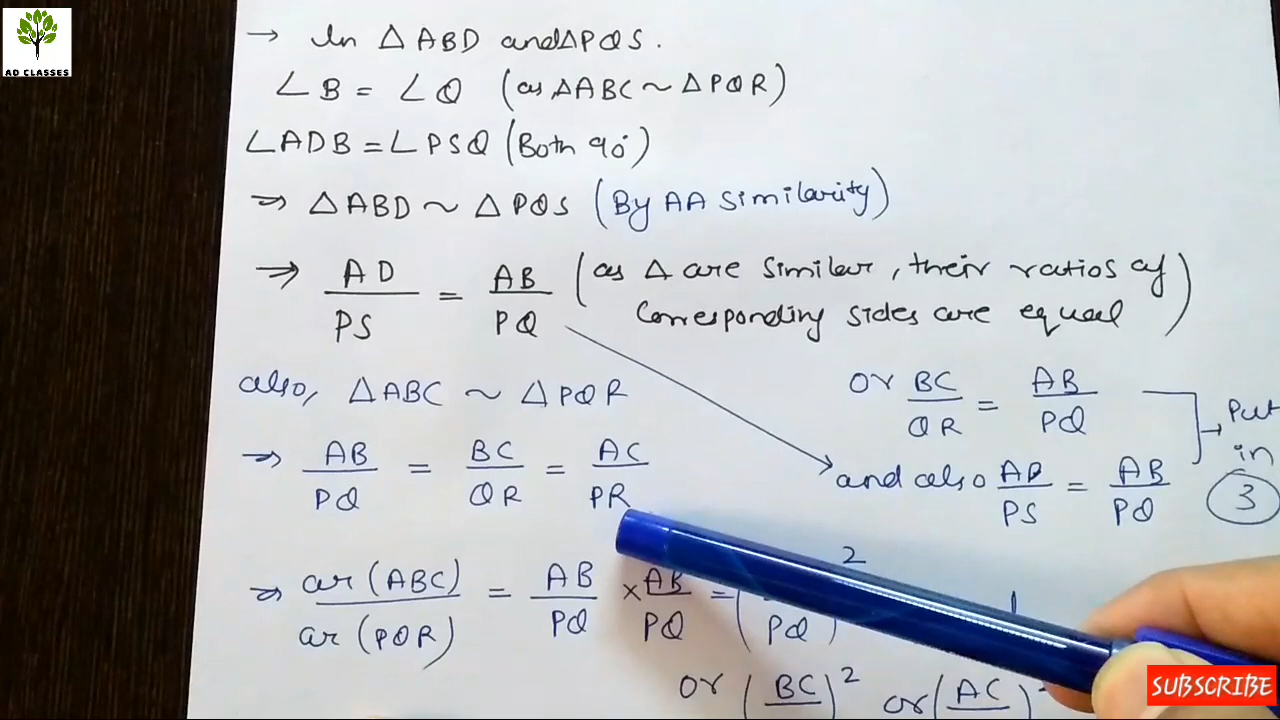 AD CLASSES
→ In △ABD and △PQS.
∠B = ∠Q (as △ABC ~ △PQR)
∠ADB = ∠PSQ (Both 90°)
⇒ △ABD ~ △PQS (By AA Similarity)
⇒ AD/PS = AB/PQ (as △ are similar, their ratios of corresponding sides are equal)
also, △ABC ~ △PQR
⇒ AB/PQ = BC/QR = AC/PR
or BC/QR = AB/PQ
and also AD/PS = AB/PQ
→ Put in 3
⇒ ar(ABC)/ar(PQR) = AB/PQ × AB/PQ = ( /PQ)²
or (BC/ )² or (AC/ )
SUBSCRIBE